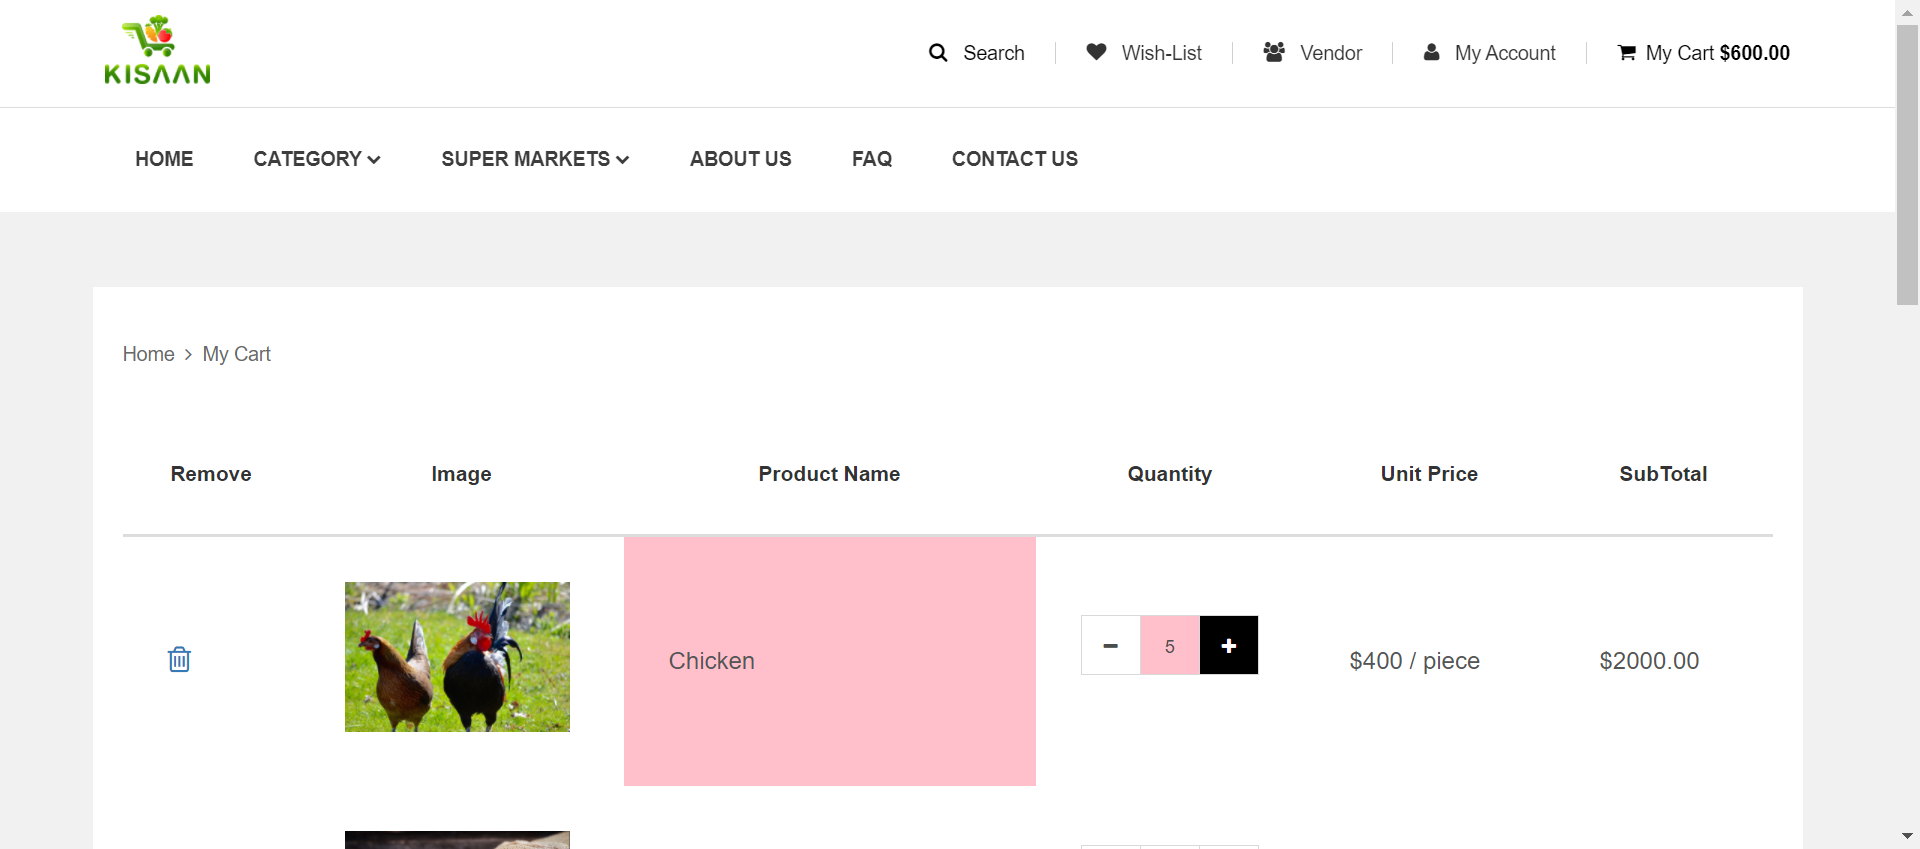 KISAAN
Search
Wish-List
Vendor
My Account
My Cart $600.00
HOME
CATEGORY
SUPER MARKETS
ABOUT US
FAQ
CONTACT US
Home > My Cart
Remove
Image
Product Name
Quantity
Unit Price
SubTotal
Chicken
5
$400 / piece
$2000.00